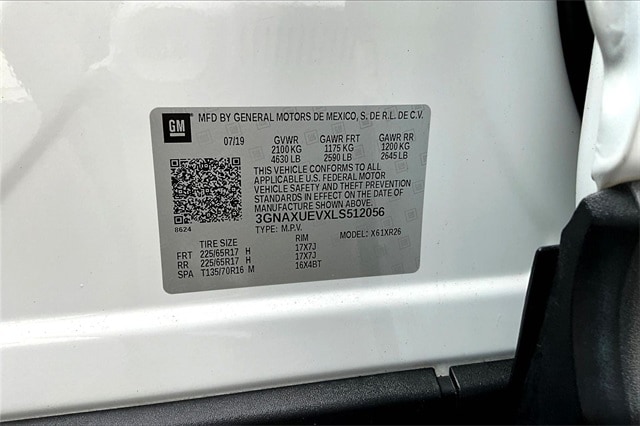 GM MFD BY GENERAL MOTORS DE MEXICO, S. DE R.L. DE C.V.
07/19 GVWR GAWR FRT GAWR RR
2100 KG 1175 KG 1200 KG
4630 LB 2590 LB 2645 LB
THIS VEHICLE CONFORMS TO ALL
APPLICABLE U.S. FEDERAL MOTOR
VEHICLE SAFETY AND THEFT PREVENTION
STANDARDS IN EFFECT ON THE DATE OF
MANUFACTURE SHOWN ABOVE.
3GNAXUEVXLS512056
8624 TYPE: M.P.V. MODEL: X61XR26
TIRE SIZE RIM
FRT 225/65R17 H 17X7J
RR 225/65R17 H 17X7J
SPA T135/70R16 M 16X4BT